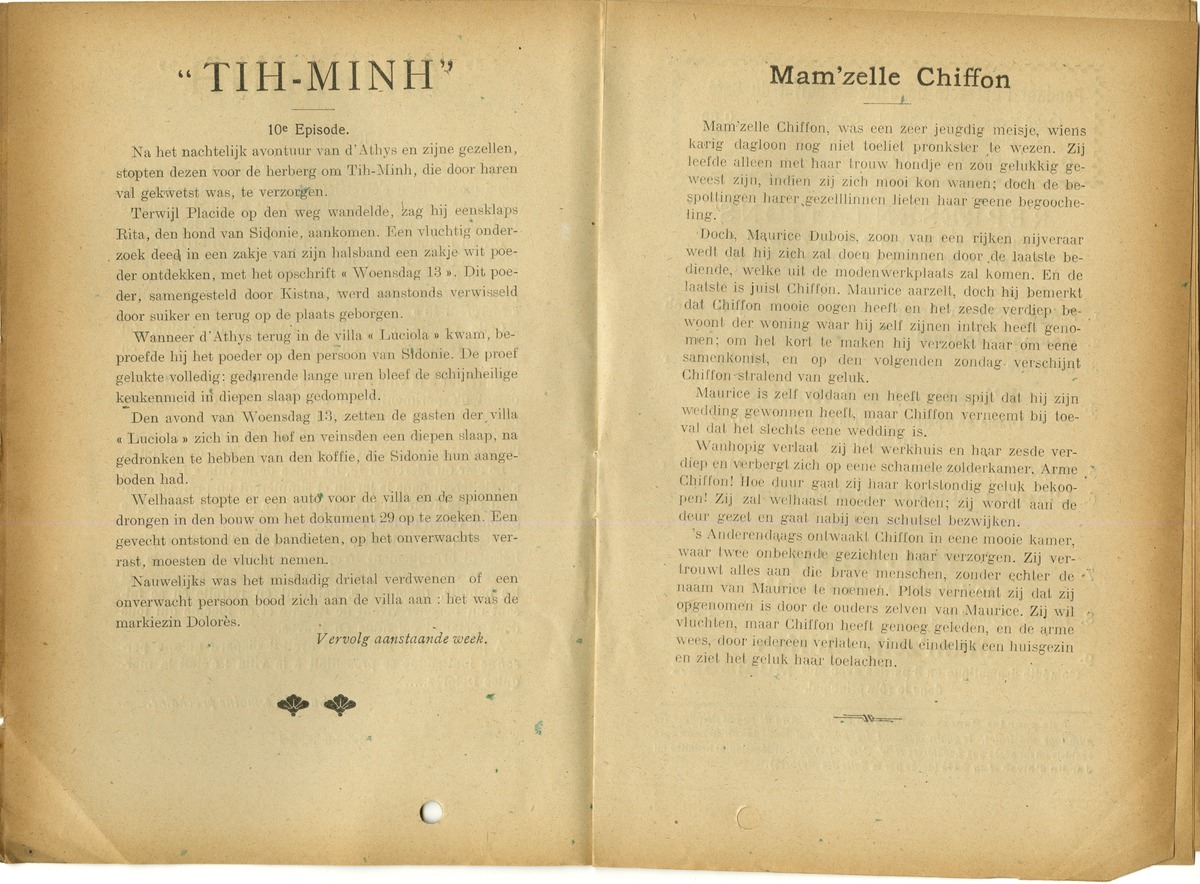 “TIH-MINH”
10e Episode.
Na het nachtelijk avontuur van d'Athys en zijne gezellen,
stopten dezen voor de herberg om Tih-Minh, die door haren
val gekwetst was, te verzorgen.
Terwijl Placide op den weg wandelde, zag hij eensklaps
Rita, den hond van Sidonie, aankomen. Een vluchtig onder-
zoek deed in een zakje van zijn halsband een zakje wit poe-
der ontdekken, met het opschrift « Woensdag 13 ». Dit poe-
der, samengesteld door Kistna, werd aanstonds verwisseld
door suiker en terug op de plaats geborgen.
Wanneer d'Athys terug in de villa « Luciola » kwam, be-
proefde hij het poeder op den persoon van Sidonie. De proef
gelukte volledig: gedurende lange uren bleef de schijnheilige
keukenmeid in diepen slaap gedompeld.
Den avond van Woensdag 13, zetten de gasten der villa
« Luciola » zich in den hof en veinsden een diepen slaap, na
gedronken te hebben van den koffie, die Sidonie hun aange-
boden had.
Welhaast stopte er een auto voor de villa en de spionnen
drongen in den bouw om het dokument 29 op te zoeken. Een
gevecht ontstond en de bandieten, op het onverwachts ver-
rast, moesten de vlucht nemen.
Nauwelijks was het misdadig drietal verdwenen of een
onverwacht persoon bood zich aan de villa aan : het was de
markiezin Dolorès.
Vervolg aanstaande week.
Mam'zelle Chiffon
Mam'zelle Chiffon, was een zeer jeugdig meisje, wiens
karig dagloon nog niet toeliet pronkster te wezen. Zij
leefde alleen met haar trouw hondje en zou gelukkig ge-
weest zijn, indien zij zich mooi kon wanen; doch de be-
spottingen harer gezelllinnen lieten haar geene begooche-
ling.
Doch, Maurice Dubois, zoon van een rijken nijveraar
wedt dat hij zich zal doen beminnen door de laatste be-
diende, welke uit de modenwerkplaats zal komen. En de
laatste is juist Chiffon. Maurice aarzelt, doch hij bemerkt
dat Chiffon mooie oogen heeft en het zesde verdiep be-
woont der woning waar hij zelf zijnen intrek heeft geno-
men; om het kort te maken hij verzoekt haar om eene
samenkomst, en op den volgenden zondag verschijnt
Chiffon stralend van geluk.
Maurice is zelf voldaan en heeft geen spijt dat hij zijn
wedding gewonnen heeft, maar Chiffon verneemt bij toe-
val dat het slechts eene wedding is.
Wanhopig verlaat zij het werkhuis en haar zesde ver-
diep en verbergt zich op eene schamele zolderkamer. Arme
Chiffon! Hoe duur gaat zij haar kortstondig geluk bekoo-
pen! Zij zal welhaast moeder worden; zij wordt aan de
deur gezet en gaat nabij een schutsel bezwijken.
's Anderendaags ontwaakt Chiffon in eene mooie kamer,
waar twee onbekende gezichten haar verzorgen. Zij ver-
trouwt alles aan die brave menschen, zonder echter de
naam van Maurice te noemen. Plots verneemt zij dat zij
opgenomen is door de ouders zelven van Maurice. Zij wil
vluchten, maar Chiffon heeft genoeg geleden, en de arme
wees, door iedereen verlaten, vindt eindelijk een huisgezin
en ziet het geluk haar toelachen.